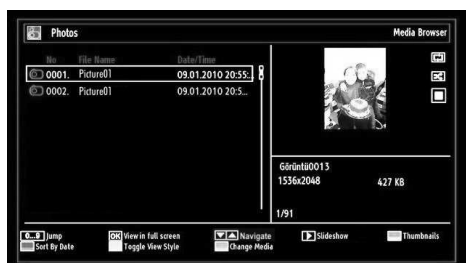 Photos Media Browser
No File Name Date/Time
0001. Picture01 09.01.2010 20:55:..
0002. Picture01 09.01.2010 20:5...
Görüntü0013
1536x2048 427 KB
1/91
0...9 Jump OK View in full screen Navigate Slideshow Thumbnails
Sort By Date Toggle View Style Change Media